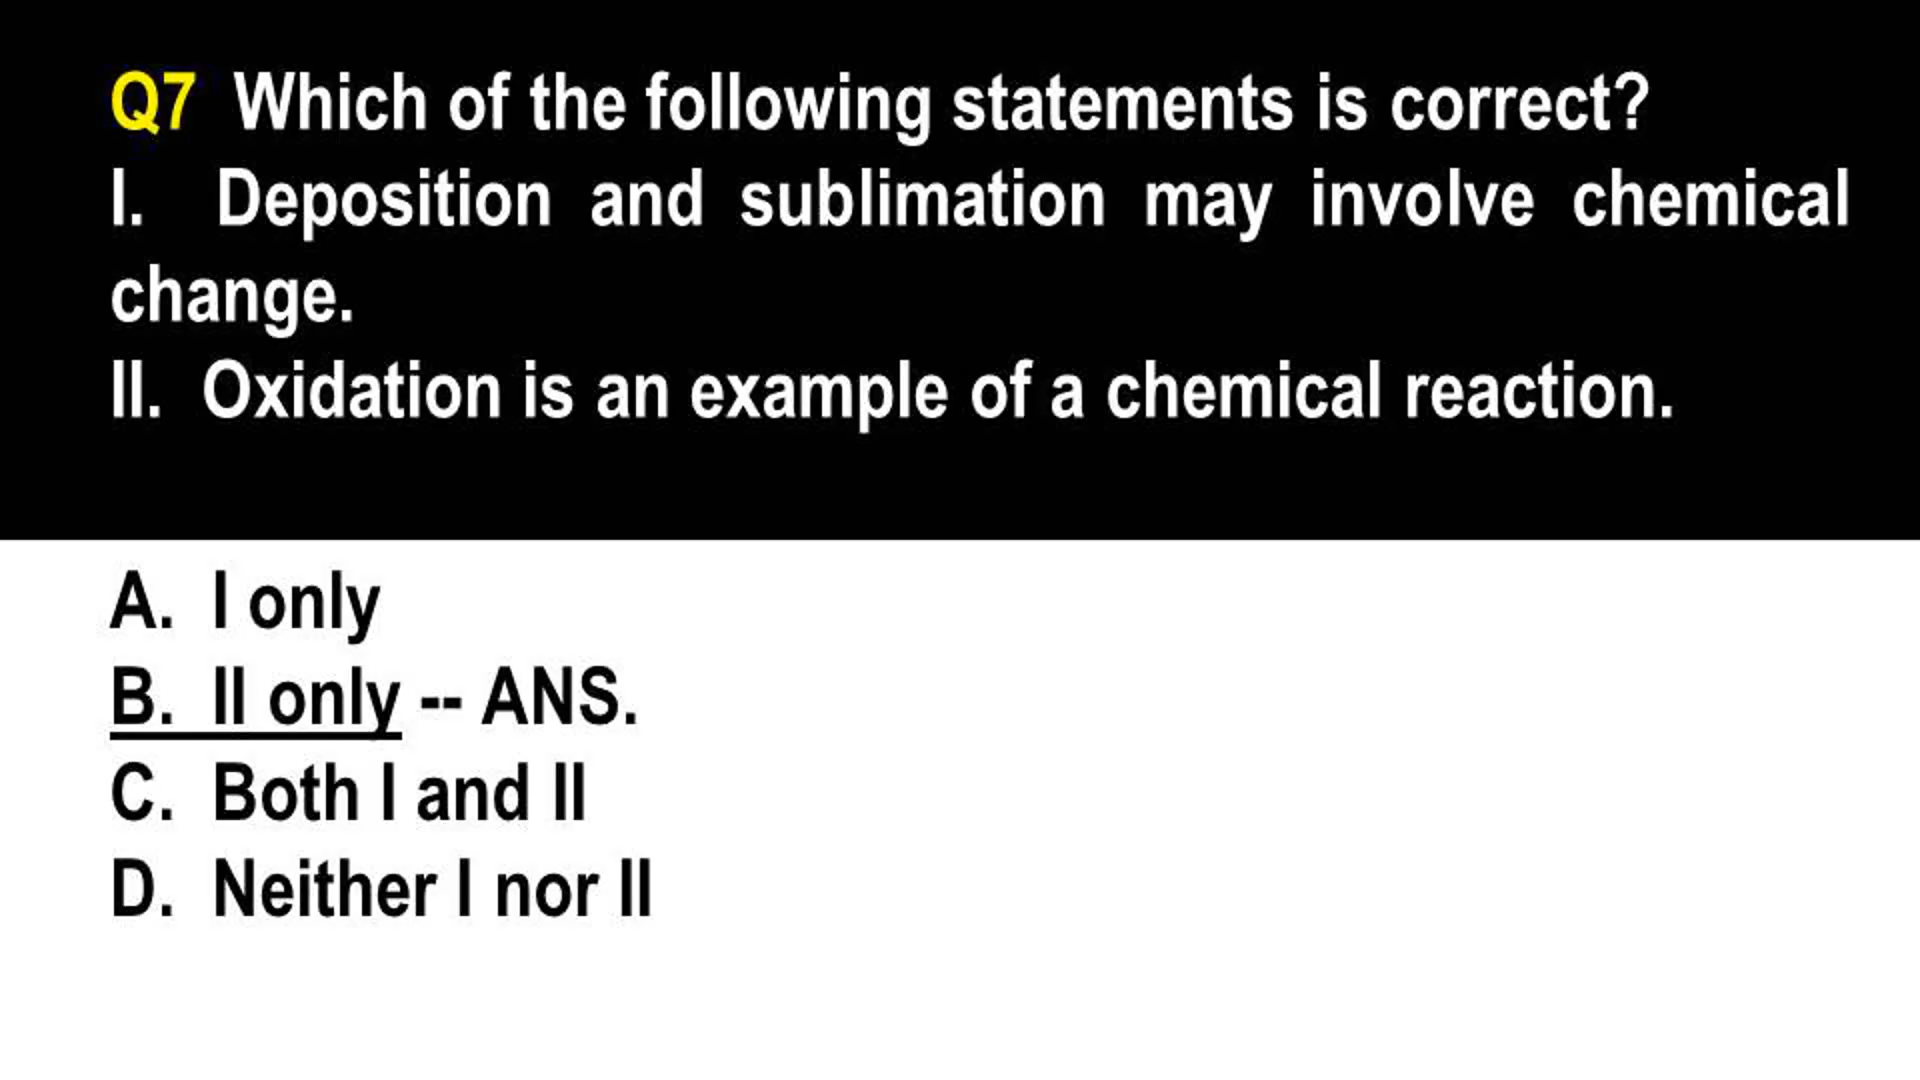 Q7 Which of the following statements is correct?
I. Deposition and sublimation may involve chemical
change.
II. Oxidation is an example of a chemical reaction.
A. I only
B. II only -- ANS.
C. Both I and II
D. Neither I nor II